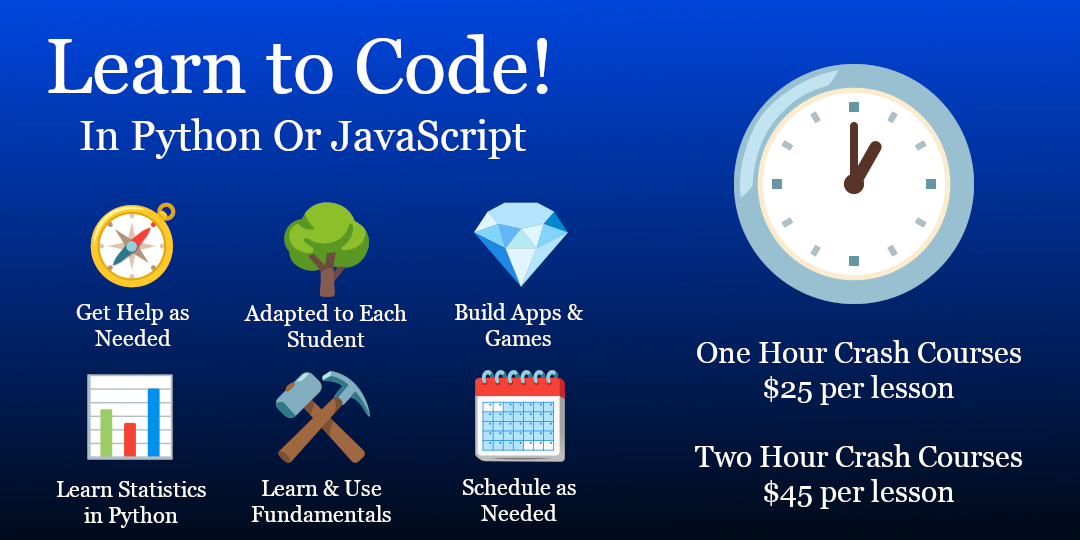 Learn to Code!
In Python Or JavaScript
Get Help as
Needed
Adapted to Each
Student
Build Apps &
Games
Learn Statistics
in Python
Learn & Use
Fundamentals
Schedule as
Needed
One Hour Crash Courses
$25 per lesson
Two Hour Crash Courses
$45 per lesson